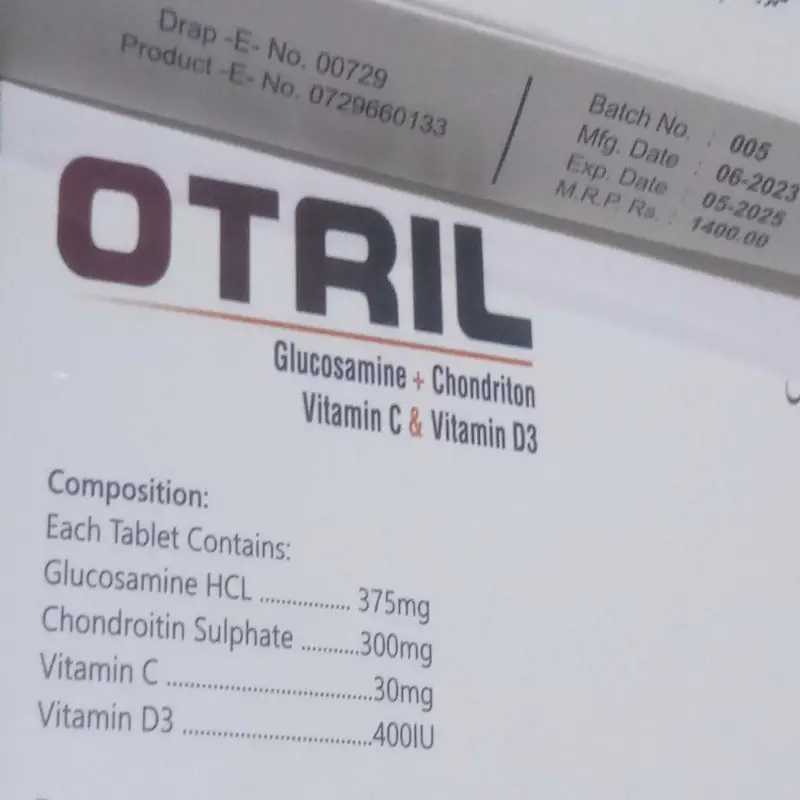 Drap -E- No. 00729
Product -E- No. 0729660133
Batch No. : 005
Mfg. Date : 06-2023
Exp. Date : 05-2025
M.R.P. Rs. : 1400.00
OTRIL
Glucosamine + Chondriton
Vitamin C & Vitamin D3
Composition:
Each Tablet Contains:
Glucosamine HCL ................ 375mg
Chondroitin Sulphate ..........300mg
Vitamin C ....................................30mg
Vitamin D3 .................................400IU